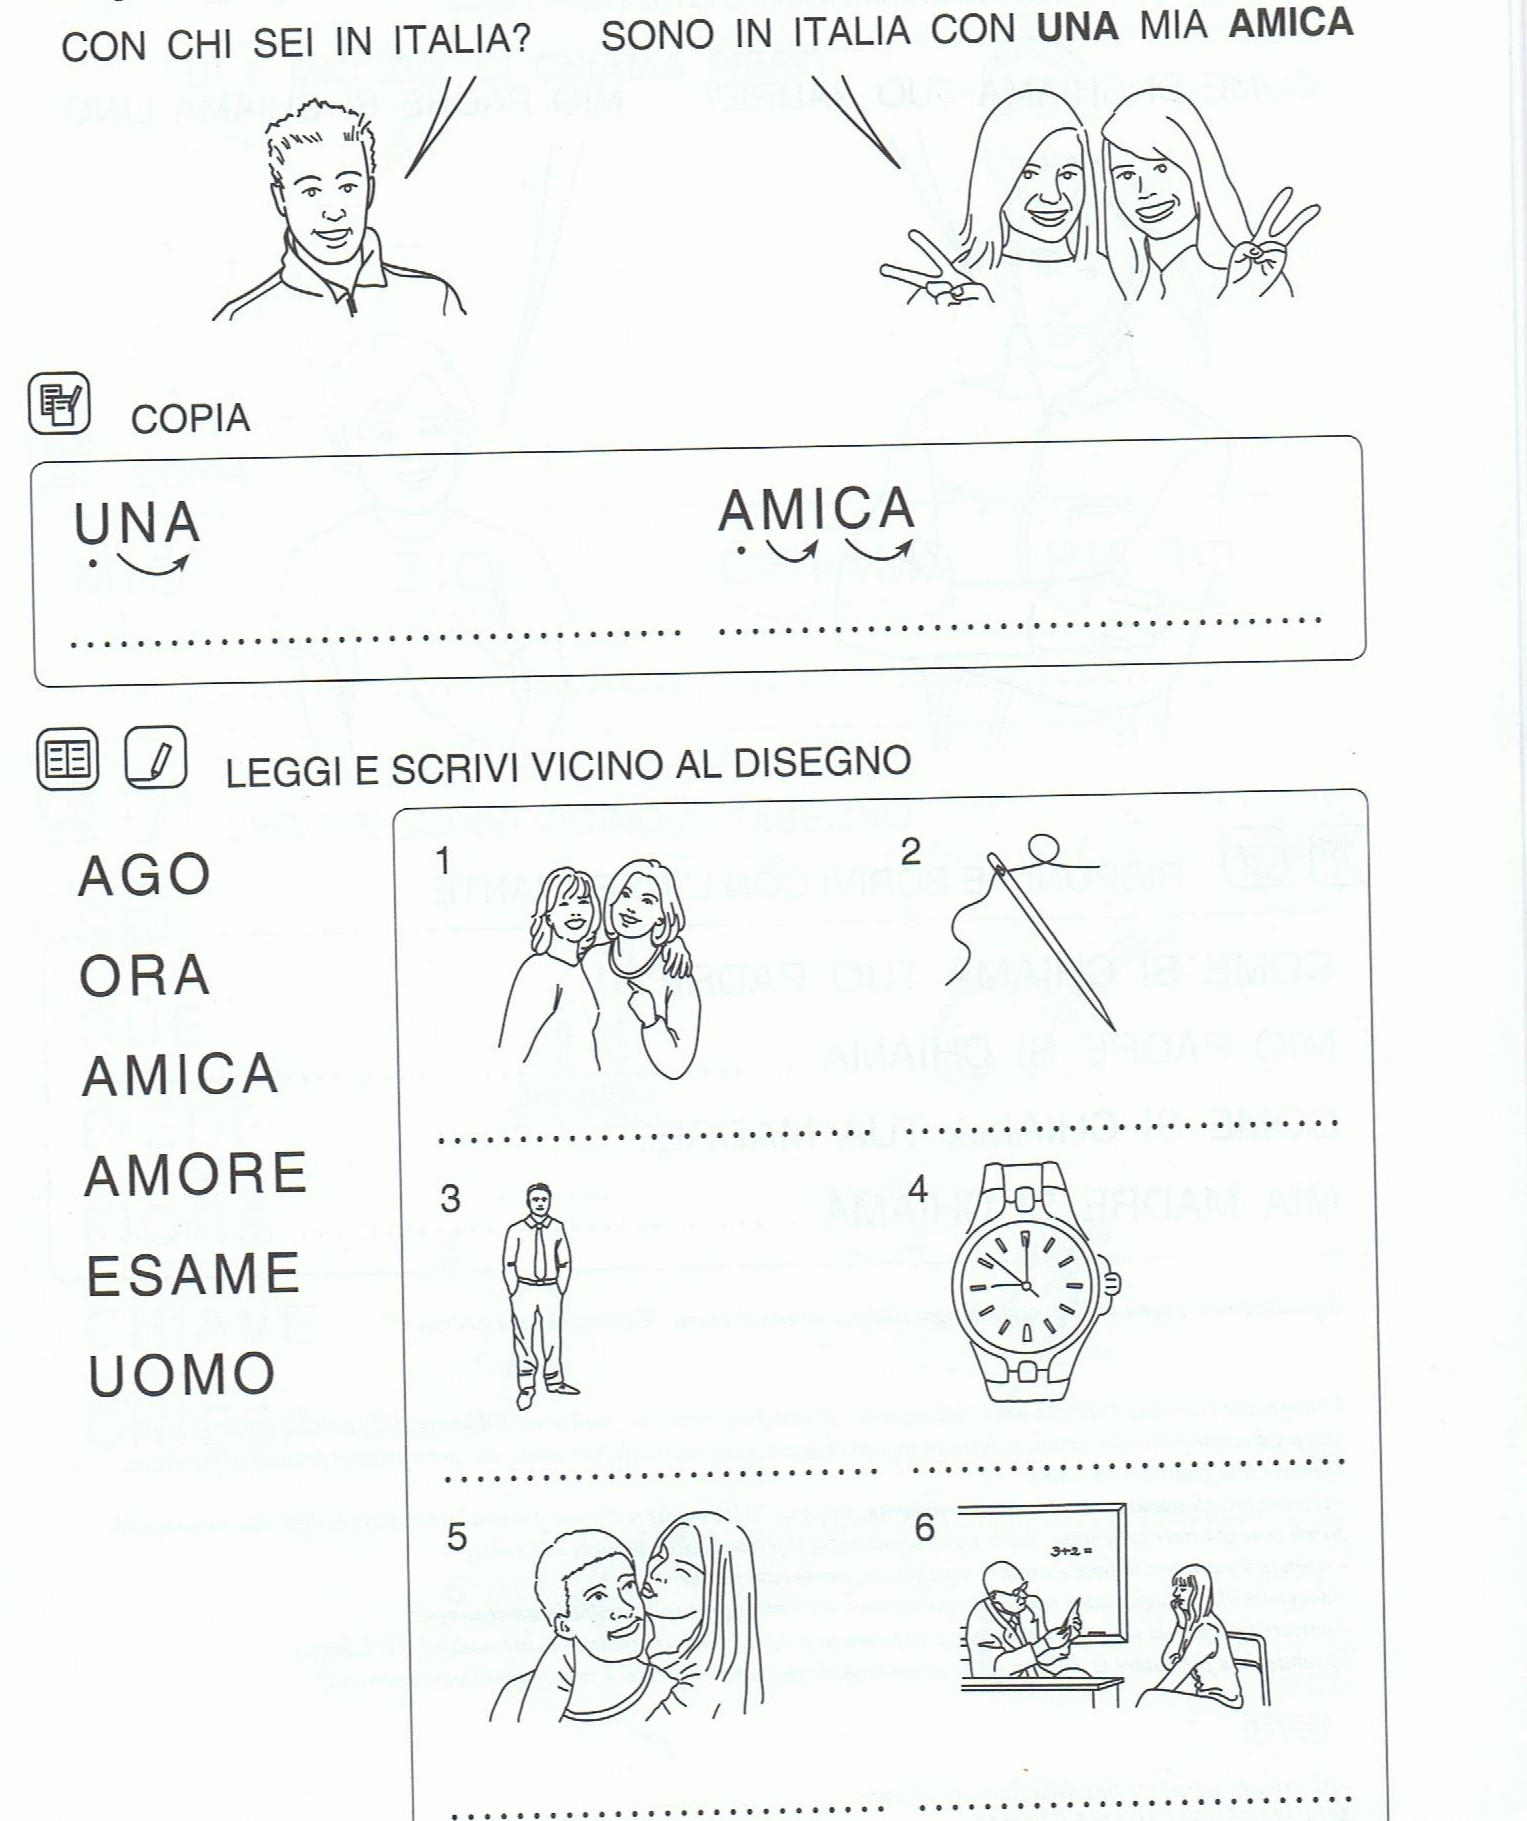 CON CHI SEI IN ITALIA? SONO IN ITALIA CON UNA MIA AMICA
COPIA
UNA AMICA
LEGGI E SCRIVI VICINO AL DISEGNO
AGO
ORA
AMICA
AMORE
ESAME
UOMO
1 2
3 4
5 6
3+2=